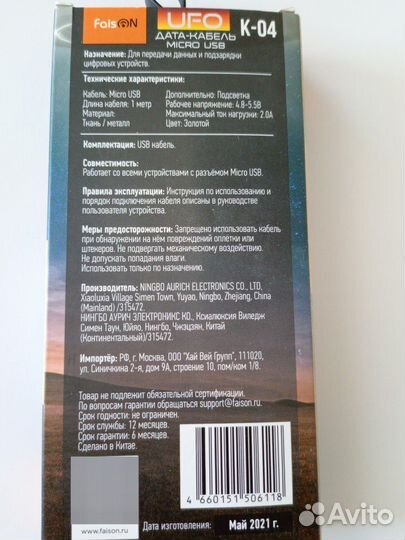 faisON
UFO
ДАТА-КАБЕЛЬ
MICRO USB
K-04
Назначение: Для передачи данных и подзарядки
цифровых устройств.
Технические характеристики:
Кабель: Micro USB
Длина кабеля: 1 метр
Материал:
Ткань / металл
Дополнительно: Подсветка
Рабочее напряжение: 4.8-5.5В
Максимальный ток нагрузки: 2.0А
Цвет: Золотой
Комплектация: USB кабель.
Совместимость:
Работает со всеми устройствами с разъёмом Micro USB.
Правила эксплуатации: Инструкция по использованию и
порядок подключения кабеля описаны в руководстве
пользователя устройства.
Меры предосторожности: Запрещено использовать кабель
при обнаружении на нём повреждений оплётки или
штекеров. Не подвергать механическому воздействию.
Не допускать попадания влаги.
Использовать только по назначению.
Производитель: NINGBO AURICH ELECTRONICS CO., LTD,
Xiaoluxia Village Simen Town, Yuyao, Ningbo, Zhejiang, China
(Mainland) /315472.
НИНГБО АУРИЧ ЭЛЕКТРОНИКС КО., Ксиалюксия Виледж
Симен Таун, Юйяо, Нингбо, Чжэцзян, Китай
(Континентальный)/315472.
Импортёр: РФ, г. Москва, ООО "Хай Вей Групп", 111020,
ул. Синичкина 2-я, дом 9А, строение 10, пом/ком 1/8.
Товар не подлежит обязательной сертификации.
По вопросам гарантии обращаться support@faison.ru.
Срок годности: не ограничен.
Срок службы: 12 месяцев.
Срок гарантии: 6 месяцев.
Сделано в Китае.
4 660151 506118
www.faison.ru
Дата изготовления:
Май 2021 г.
Avito